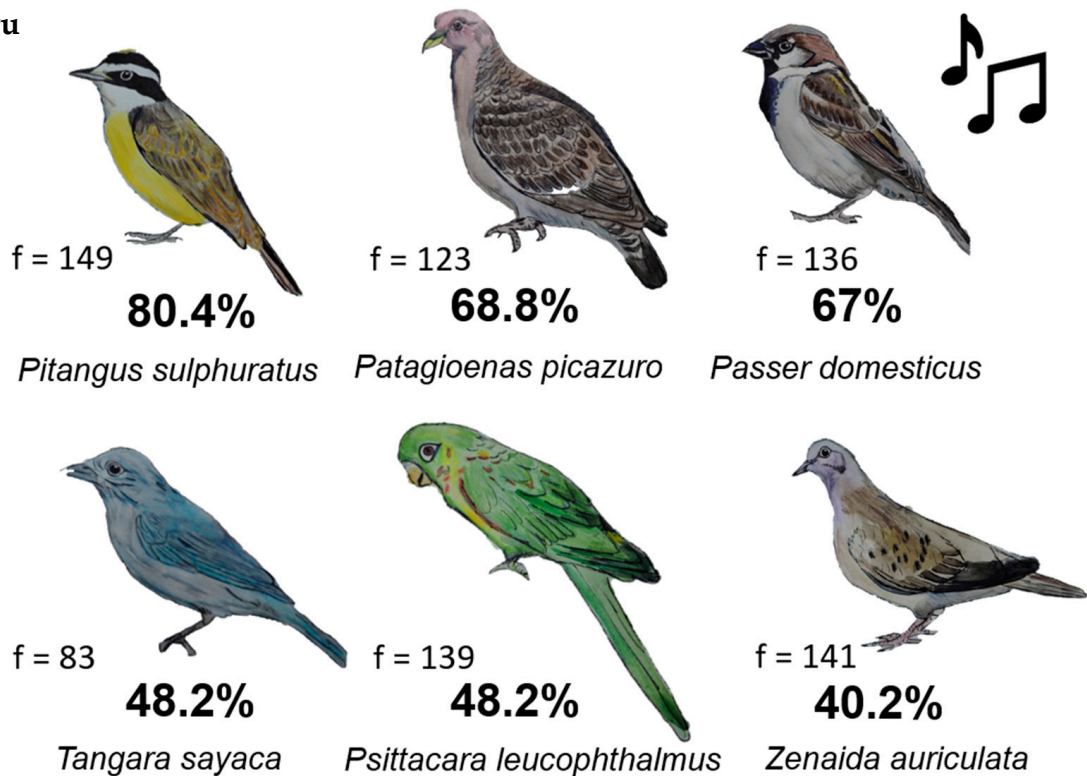 u
f = 149 f = 123 f = 136
80.4% 68.8% 67%
Pitangus sulphuratus Patagioenas picazuro Passer domesticus
f = 83 f = 139 f = 141
48.2% 48.2% 40.2%
Tangara sayaca Psittacara leucophthalmus Zenaida auriculata